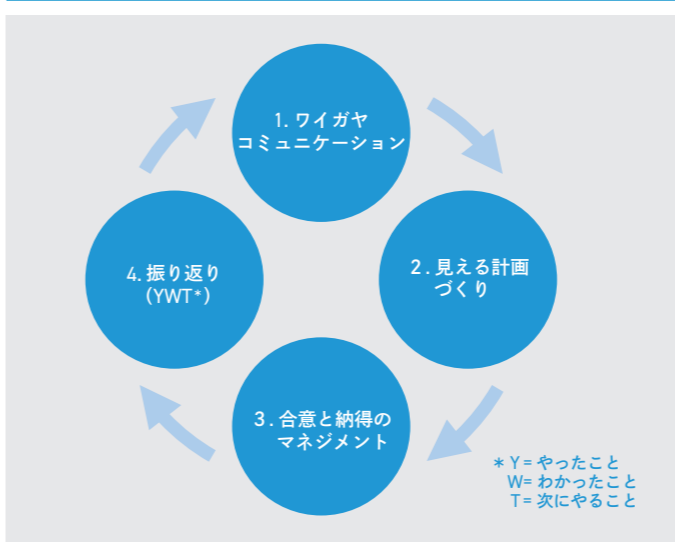 1. ワイガヤ
コミュニケーション
2. 見える計画
づくり
3. 合意と納得の
マネジメント
4. 振り返り
(YWT*)
* Y= やったこと
W= わかったこと
T= 次にやること